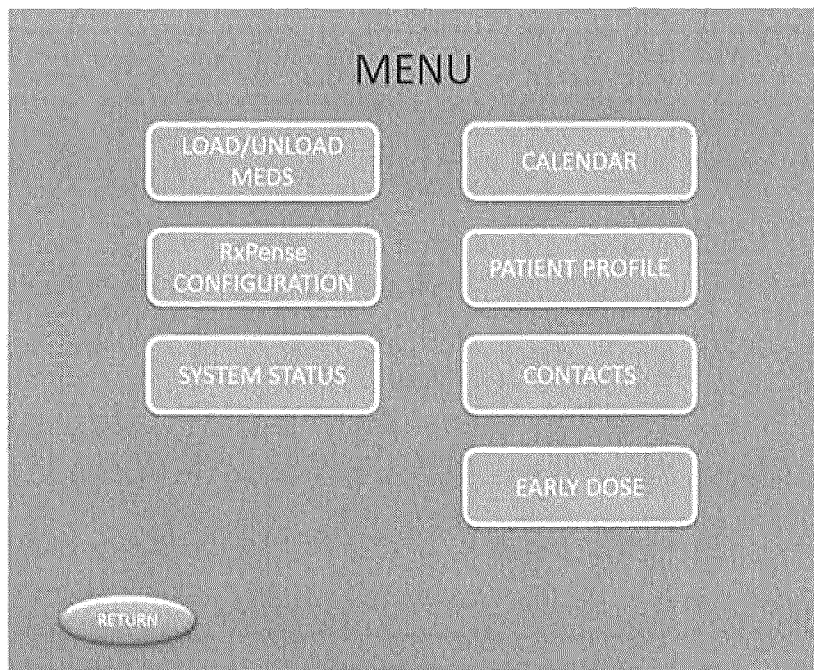 MENU
LOAD/UNLOAD
MEDS
CALENDAR
RxPense
CONFIGURATION
PATIENT PROFILE
SYSTEM STATUS
CONTACTS
EARLY DOSE
RETURN